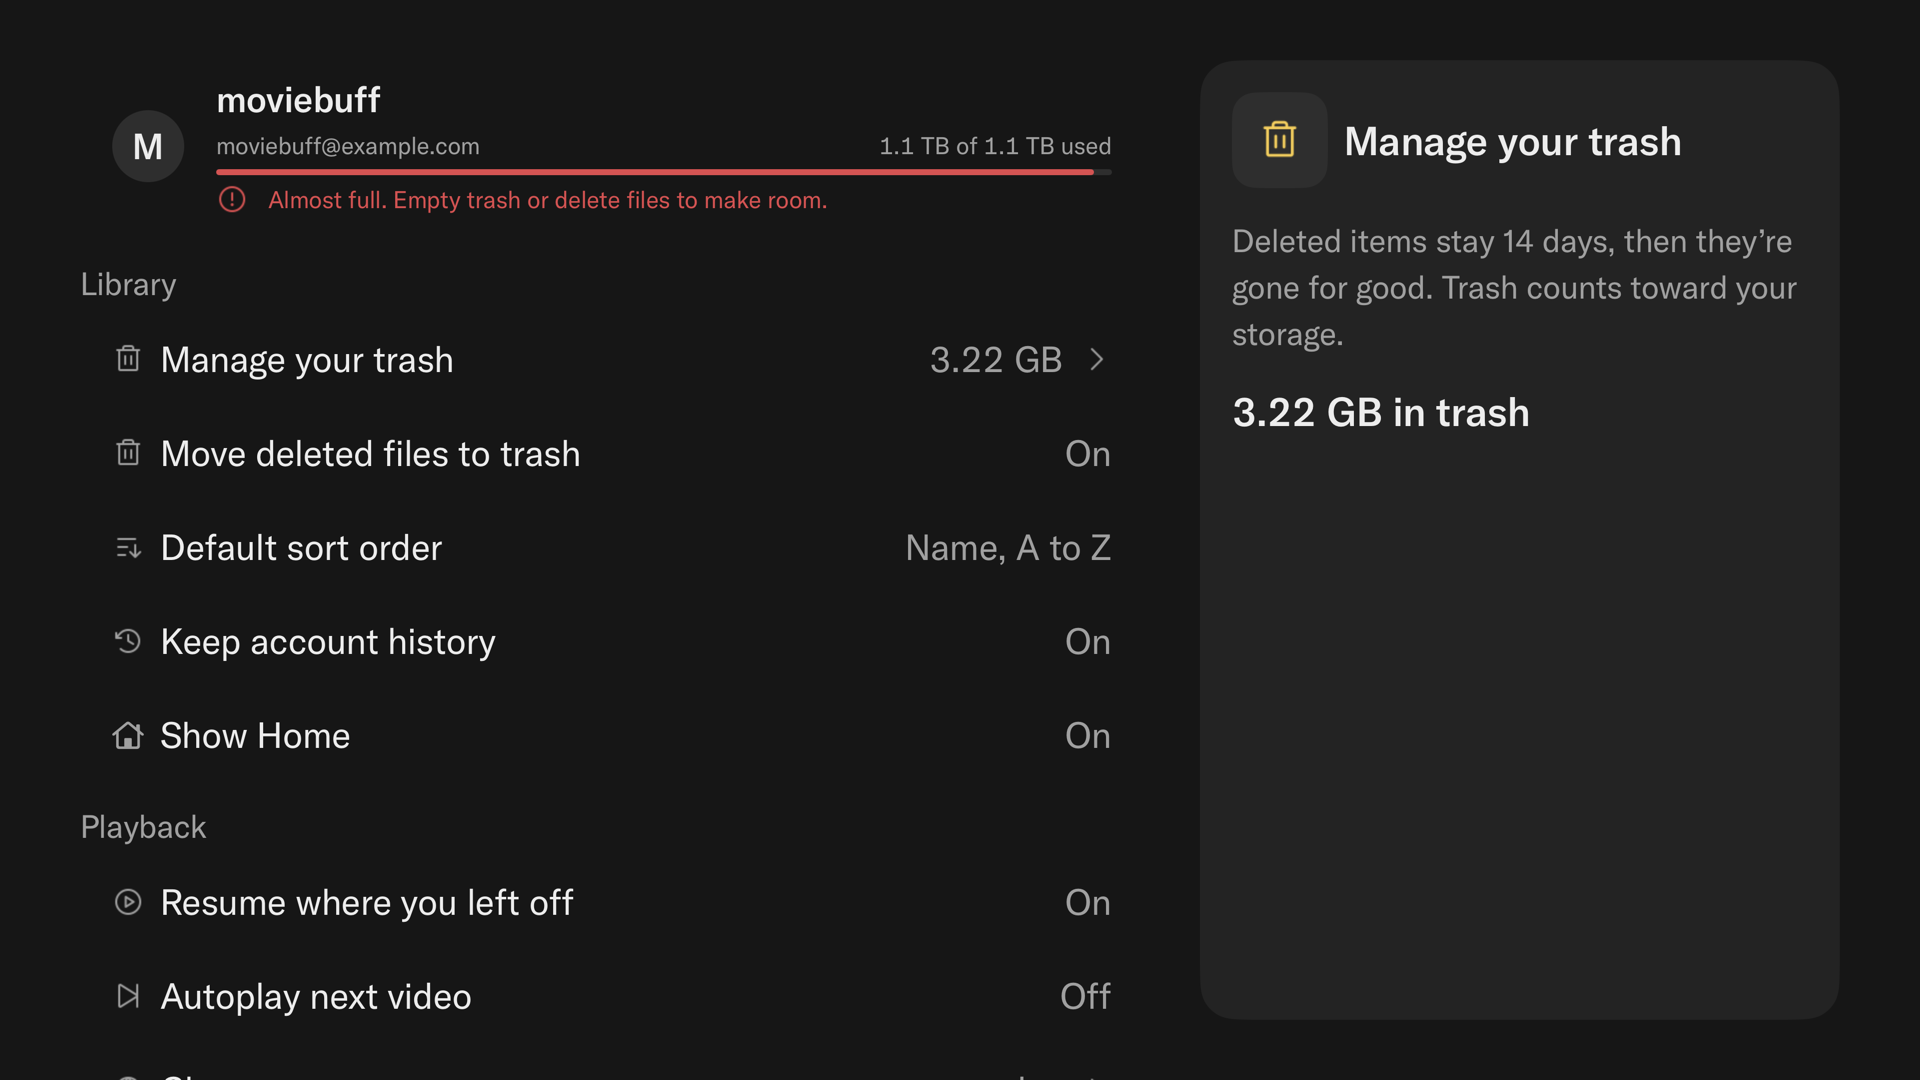 M
moviebuff
moviebuff@example.com
1.1 TB of 1.1 TB used
Almost full. Empty trash or delete files to make room.
Library
Manage your trash
3.22 GB
Move deleted files to trash
On
Default sort order
Name, A to Z
Keep account history
On
Show Home
On
Playback
Resume where you left off
On
Autoplay next video
Off
Manage your trash
Deleted items stay 14 days, then they’re
gone for good. Trash counts toward your
storage.
3.22 GB in trash